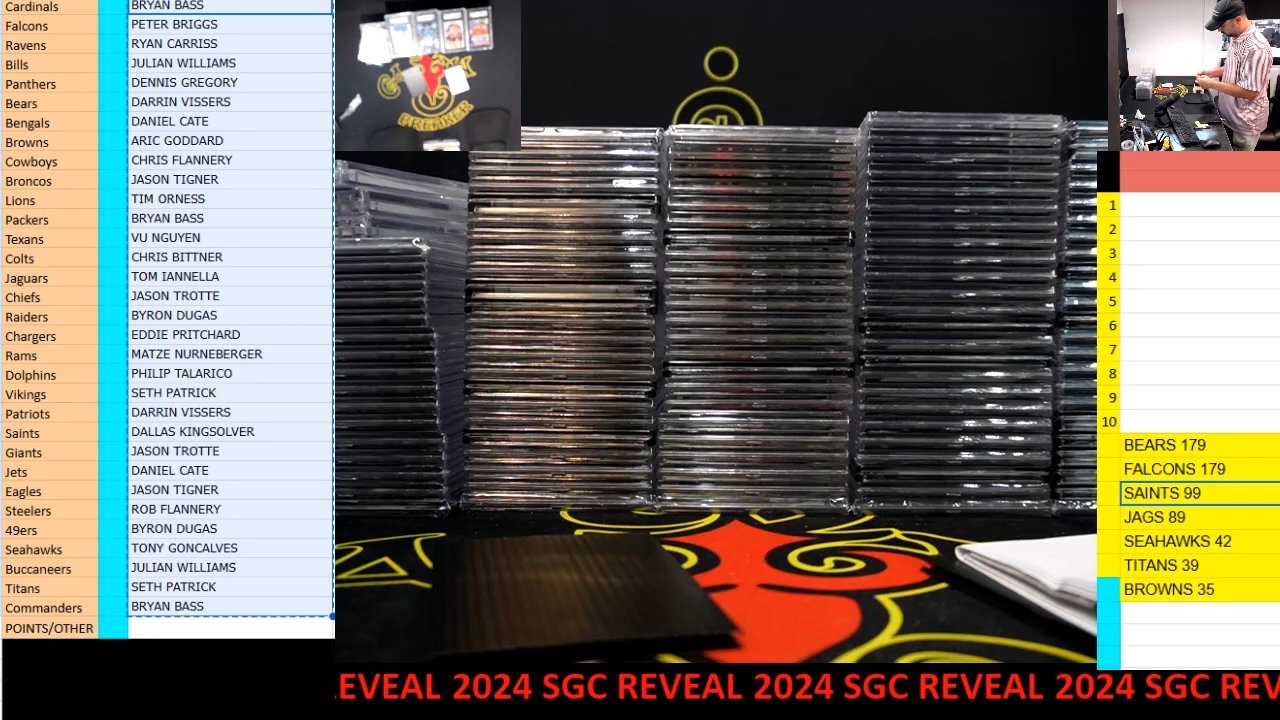 Cardinals BRYAN BASS
Falcons PETER BRIGGS
Ravens RYAN CARRISS
Bills JULIAN WILLIAMS
Panthers DENNIS GREGORY
Bears DARRIN VISSERS
Bengals DANIEL CATE
Browns ARIC GODDARD
Cowboys CHRIS FLANNERY
Broncos JASON TIGNER
Lions TIM ORNESS
Packers BRYAN BASS
Texans VU NGUYEN
Colts CHRIS BITTNER
Jaguars TOM IANNELLA
Chiefs JASON TROTTE
Raiders BYRON DUGAS
Chargers EDDIE PRITCHARD
Rams MATZE NURNEBERGER
Dolphins PHILIP TALARICO
Vikings SETH PATRICK
Patriots DARRIN VISSERS
Saints DALLAS KINGSOLVER
Giants JASON TROTTE
Jets DANIEL CATE
Eagles JASON TIGNER
Steelers ROB FLANNERY
49ers BYRON DUGAS
Seahawks TONY GONCALVES
Buccaneers JULIAN WILLIAMS
Titans SETH PATRICK
Commanders BRYAN BASS
POINTS/OTHER
BREAKER
1
2
3
4
5
6
7
8
9
10
BEARS 179
FALCONS 179
SAINTS 99
JAGS 89
SEAHAWKS 42
TITANS 39
BROWNS 35
EVEAL 2024 SGC REVEAL 2024 SGC REVEAL 2024 SGC REV